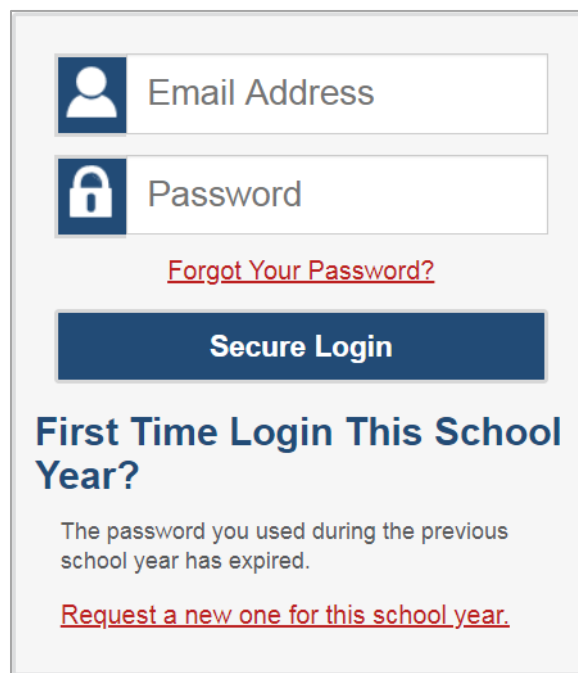 Email Address
Password
Forgot Your Password?
Secure Login
First Time Login This School
Year?
The password you used during the previous
school year has expired.
Request a new one for this school year.